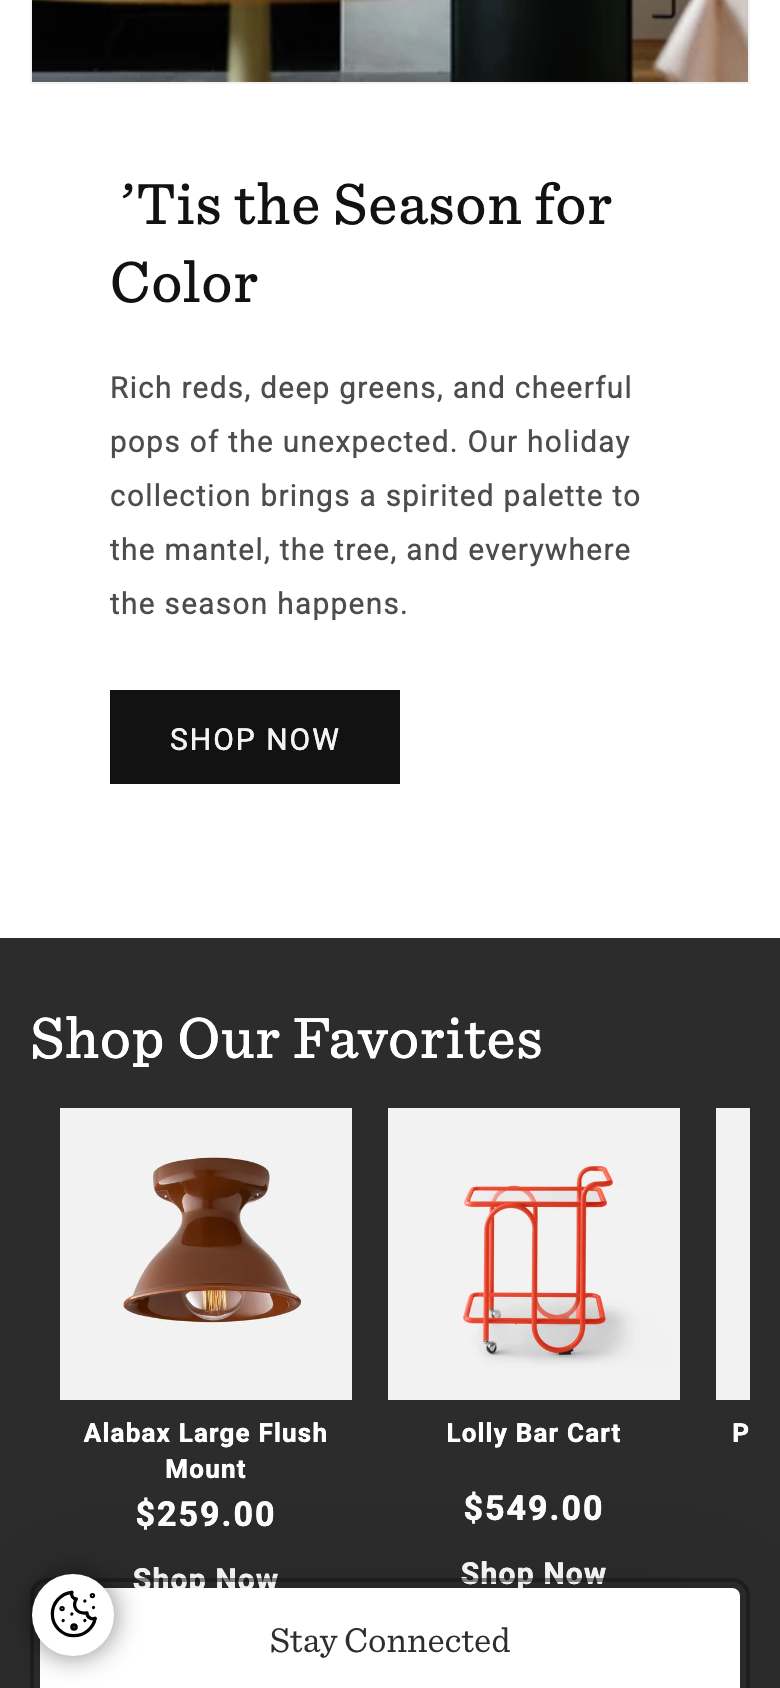 ’Tis the Season for
Color
Rich reds, deep greens, and cheerful
pops of the unexpected. Our holiday
collection brings a spirited palette to
the mantel, the tree, and everywhere
the season happens.
SHOP NOW
Shop Our Favorites
Alabax Large Flush
Mount
$259.00
Shop Now
Lolly Bar Cart
$549.00
Shop Now
P
Stay Connected